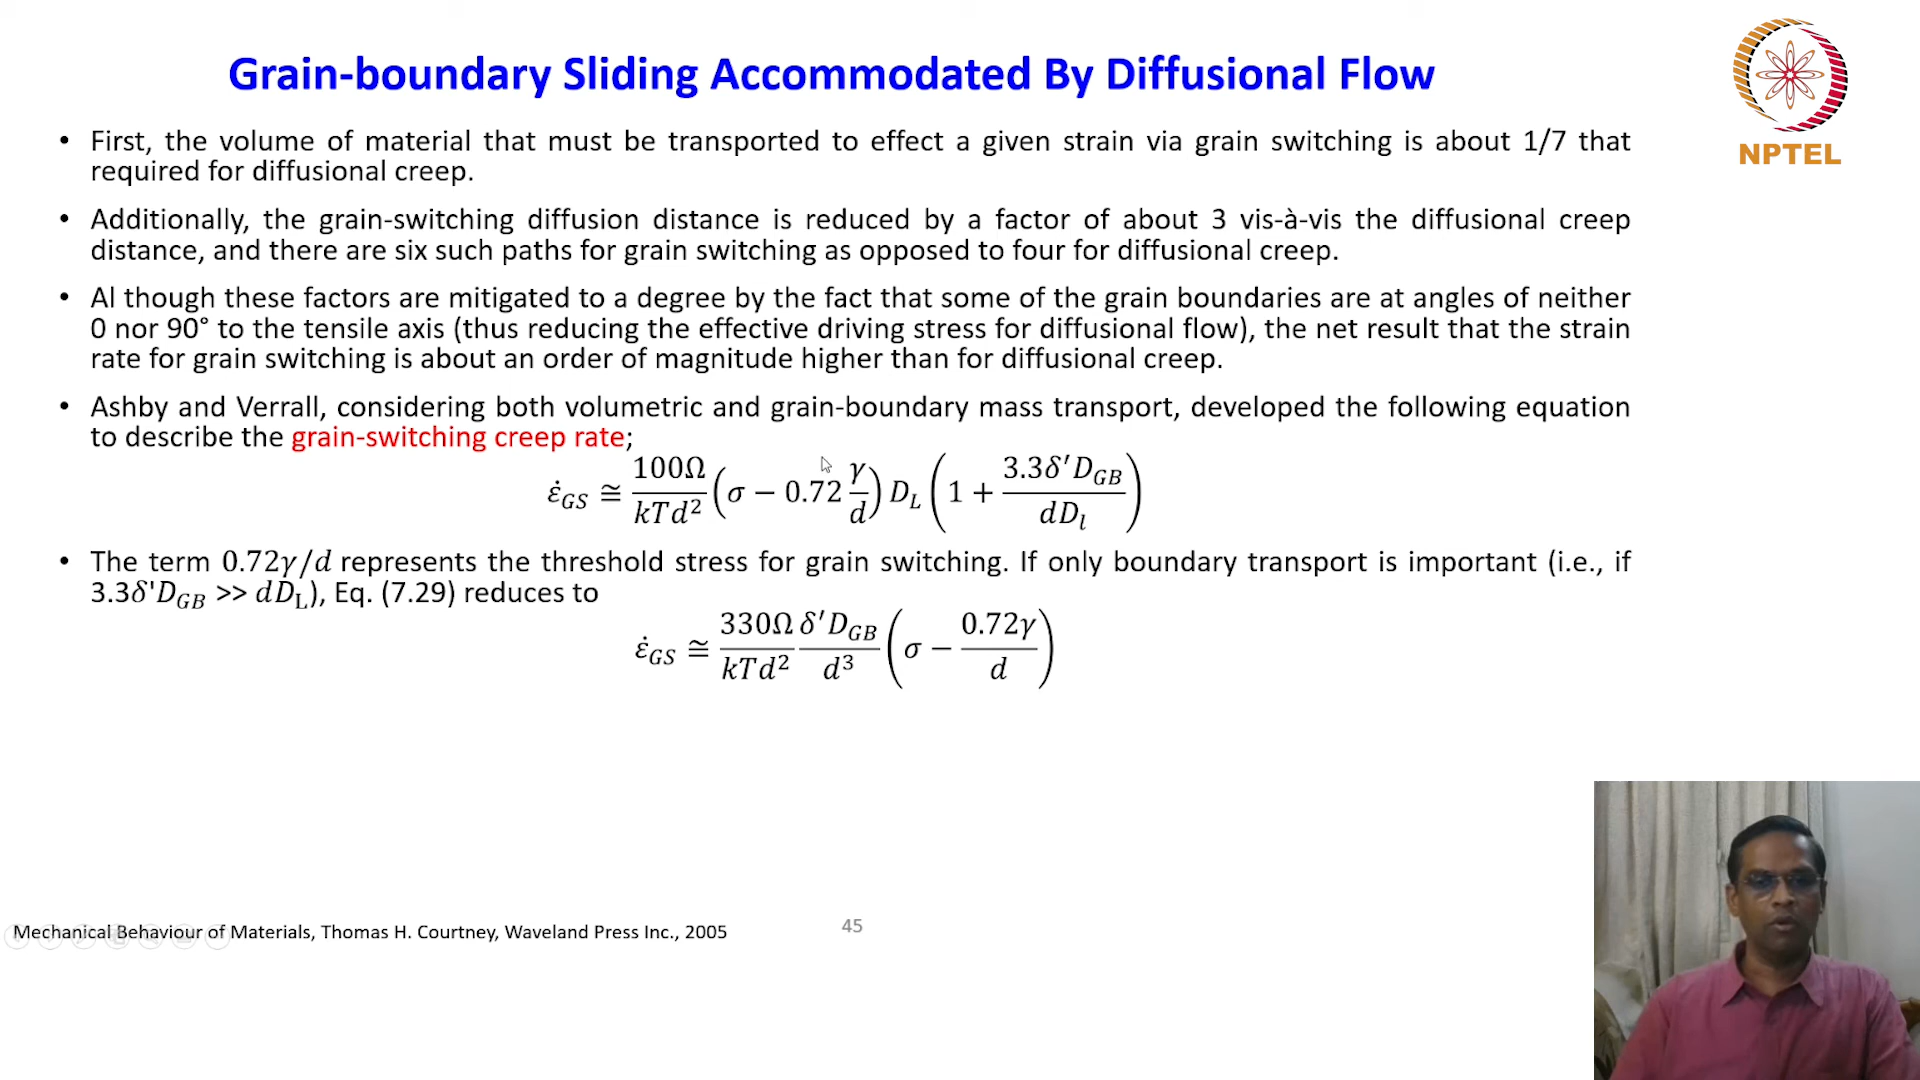 Grain-boundary Sliding Accommodated By Diffusional Flow
NPTEL
• First, the volume of material that must be transported to effect a given strain via grain switching is about 1/7 that
required for diffusional creep.
• Additionally, the grain-switching diffusion distance is reduced by a factor of about 3 vis-à-vis the diffusional creep
distance, and there are six such paths for grain switching as opposed to four for diffusional creep.
• Al though these factors are mitigated to a degree by the fact that some of the grain boundaries are at angles of neither
0 nor 90° to the tensile axis (thus reducing the effective driving stress for diffusional flow), the net result that the strain
rate for grain switching is about an order of magnitude higher than for diffusional creep.
• Ashby and Verrall, considering both volumetric and grain-boundary mass transport, developed the following equation
to describe the grain-switching creep rate;
ε̇_GS ≅ 100Ω/kTd² (σ − 0.72 γ/d) D_L (1 + 3.3δ′D_GB/dD_l)
• The term 0.72γ/d represents the threshold stress for grain switching. If only boundary transport is important (i.e., if
3.3δ'D_GB >> dD_L), Eq. (7.29) reduces to
ε̇_GS ≅ 330Ω/kTd² δ′D_GB/d³ (σ − 0.72γ/d)
Mechanical Behaviour of Materials, Thomas H. Courtney, Waveland Press Inc., 2005
45